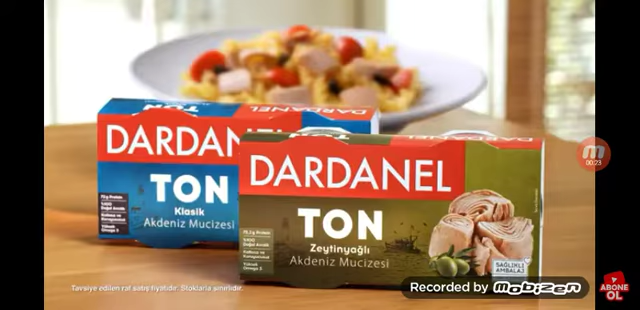 TON
DARDANEL
TON
Klasik
Akdeniz Mucizesi
DARDANEL
TON
Zeytinyağlı
Akdeniz Mucizesi
SAĞLIKLI
AMBALAJ
00:23
Tavsiye edilen raf satış fiyatıdır. Stoklarla sınırlıdır.
Recorded by mobizen
ABONE
OL